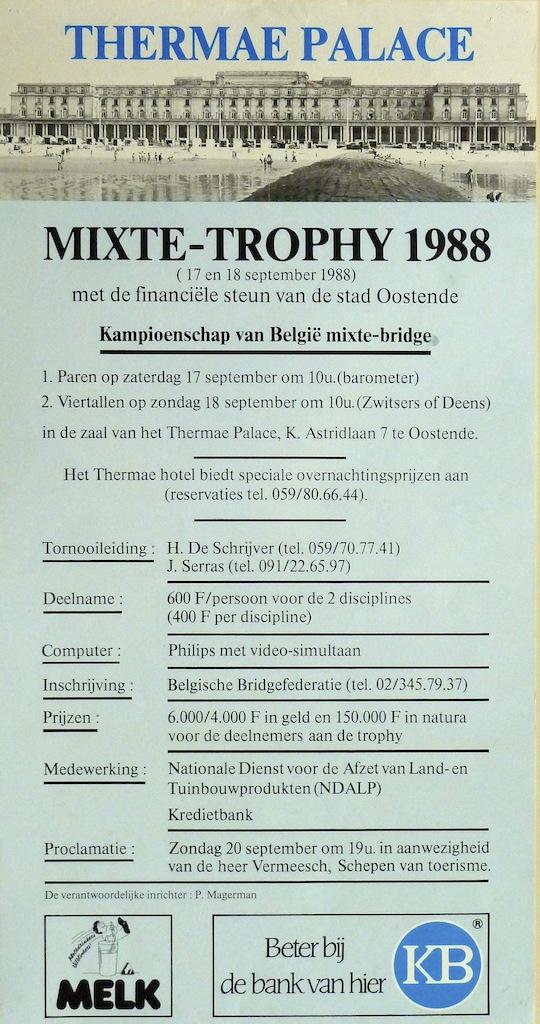 THERMAE PALACE
MIXTE-TROPHY 1988
( 17 en 18 september 1988)
met de financiële steun van de stad Oostende
Kampioenschap van België mixte-bridge
1. Paren op zaterdag 17 september om 10u.(barometer)
2. Viertallen op zondag 18 september om 10u.(Zwitsers of Deens)
in de zaal van het Thermae Palace, K. Astridlaan 7 te Oostende.
Het Thermae hotel biedt speciale overnachtingsprijzen aan
(reservaties tel. 059/80.66.44).
Tornooileiding : H. De Schrijver (tel. 059/70.77.41)
J. Serras (tel. 091/22.65.97)
Deelname : 600 F/persoon voor de 2 disciplines
(400 F per discipline)
Computer : Philips met video-simultaan
Inschrijving : Belgische Bridgefederatie (tel. 02/345.79.37)
Prijzen : 6.000/4.000 F in geld en 150.000 F in natura
voor de deelnemers aan de trophy
Medewerking : Nationale Dienst voor de Afzet van Land- en
Tuinbouwprodukten (NDALP)
Kredietbank
Proclamatie : Zondag 20 september om 19u. in aanwezigheid
van de heer Vermeesch, Schepen van toerisme.
De verantwoordelijke inrichter : P. Magerman
MELK
Beter bij
de bank van hier
KB®